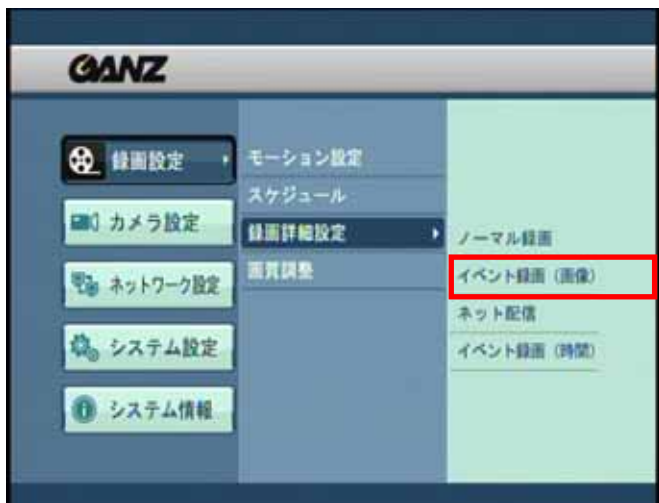 GANZ
録画設定
カメラ設定
ネットワーク設定
システム設定
システム情報
モーション設定
スケジュール
録画詳細設定
画質調整
ノーマル録画
イベント録画（画像）
ネット配信
イベント録画（時間）